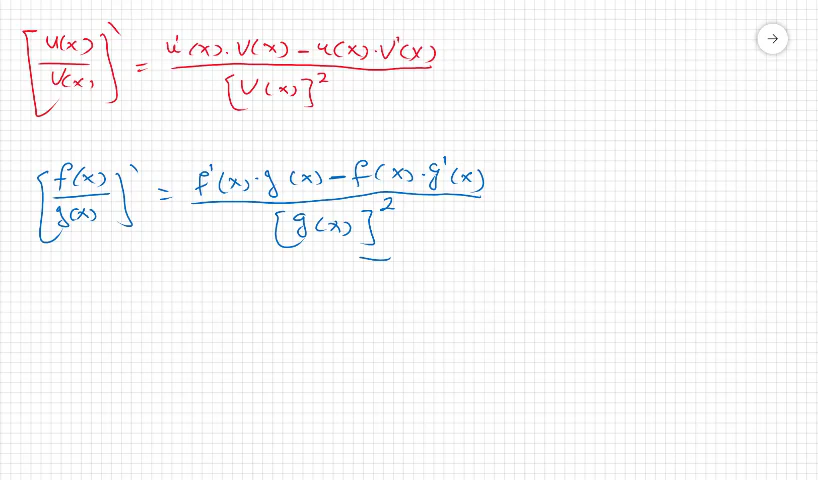 [u(x)/v(x)]' = u'(x)·v(x) − u(x)·v'(x) / [v(x)]²
[f(x)/g(x)]' = f'(x)·g(x) − f(x)·g'(x) / [g(x)]²